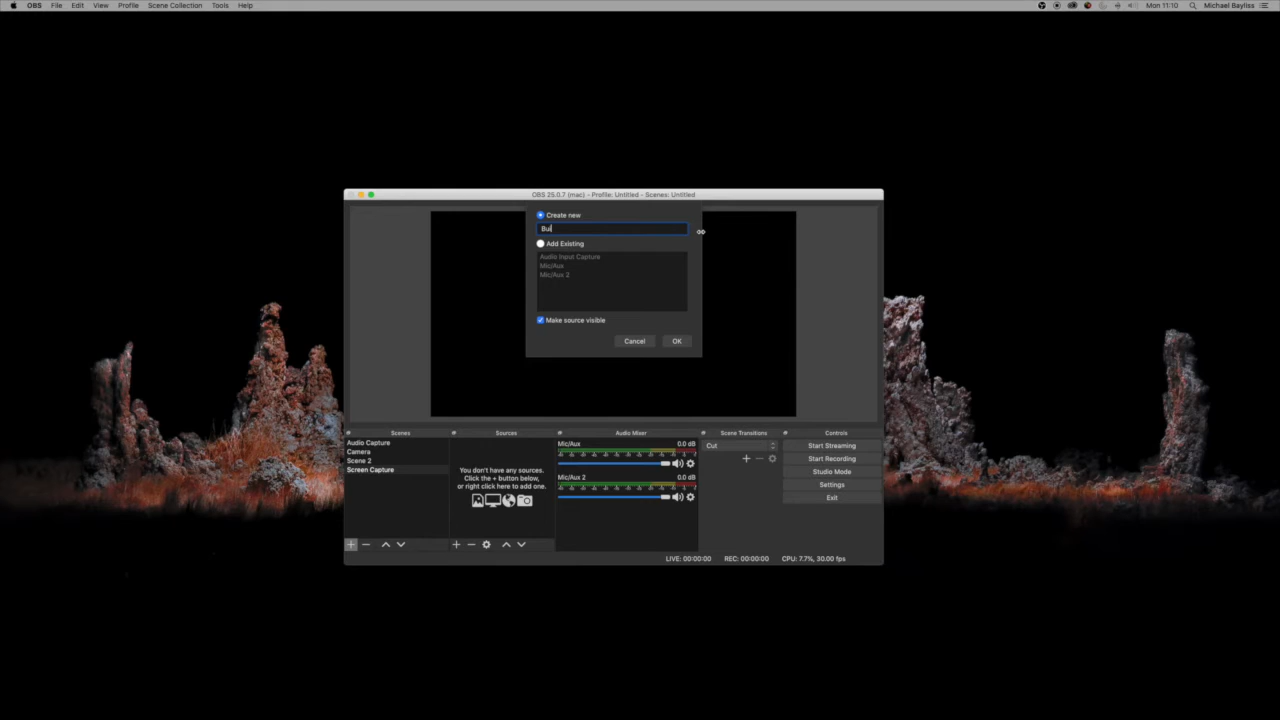 OBS File Edit View Profile Scene Collection Tools Help Mon 11:10 Michael Bayliss
OBS 25.0.7 (mac) - Profile: Untitled - Scenes: Untitled
Create new
Bui
Add Existing
Audio Input Capture
Mic/Aux
Mic/Aux 2
Make source visible
Cancel OK
Scenes Sources Audio Mixer Scene Transitions Controls
Audio Capture
Camera
Scene 2
Screen Capture
You don't have any sources.
Click the + button below,
or right click here to add one.
Mic/Aux 0.0 dB
Mic/Aux 2 0.0 dB
Cut
Start Streaming
Start Recording
Studio Mode
Settings
Exit
LIVE: 00:00:00 REC: 00:00:00 CPU: 7.7%, 30.00 fps